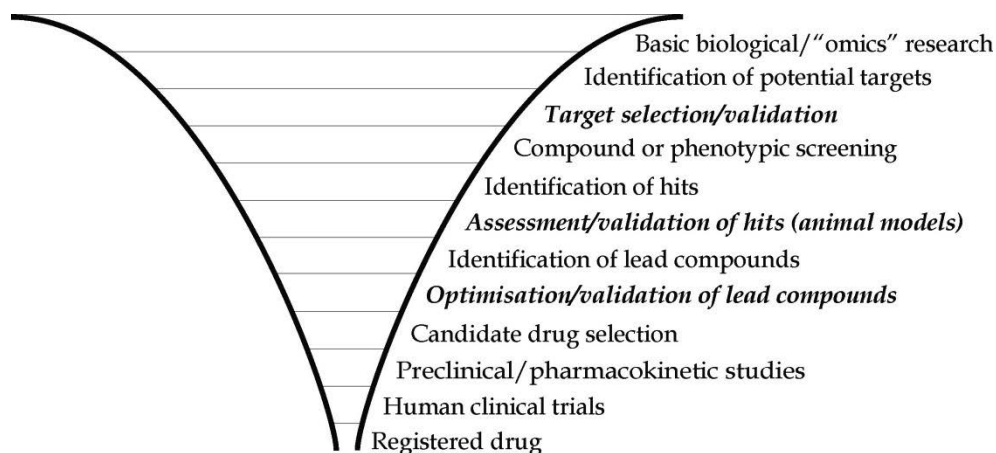 Basic biological/“omics” research
Identification of potential targets
Target selection/validation
Compound or phenotypic screening
Identification of hits
Assessment/validation of hits (animal models)
Identification of lead compounds
Optimisation/validation of lead compounds
Candidate drug selection
Preclinical/pharmacokinetic studies
Human clinical trials
Registered drug